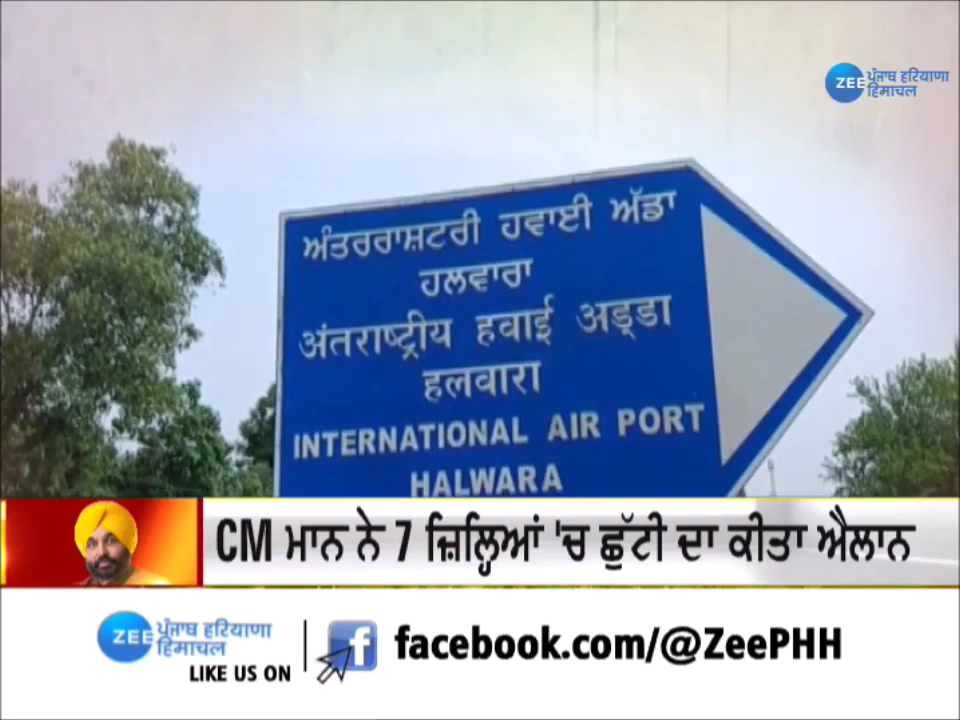 ZEE ਪੰਜਾਬ ਹਰਿਆਣਾ
ਹਿਮਾਚਲ
ਅੰਤਰਰਾਸ਼ਟਰੀ ਹਵਾਈ ਅੱਡਾ
ਹਲਵਾਰਾ
अंतराष्ट्रीय हवाई अड्डा
हलवारा
INTERNATIONAL AIR PORT
HALWARA
CM ਮਾਨ ਨੇ 7 ਜ਼ਿਲ੍ਹਿਆਂ 'ਚ ਛੁੱਟੀ ਦਾ ਕੀਤਾ ਐਲਾਨ
ZEE ਪੰਜਾਬ ਹਰਿਆਣਾ
ਹਿਮਾਚਲ
LIKE US ON
f facebook.com/@ZeePHH